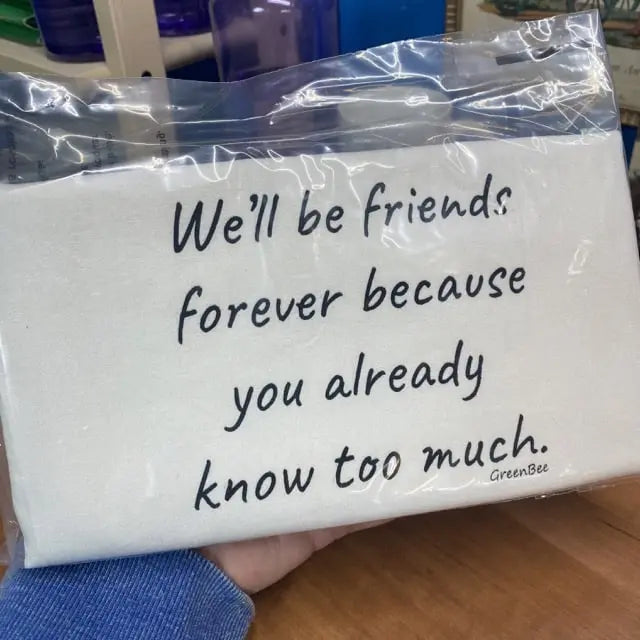 We'll be friends
forever because
you already
know too much.
GreenBee